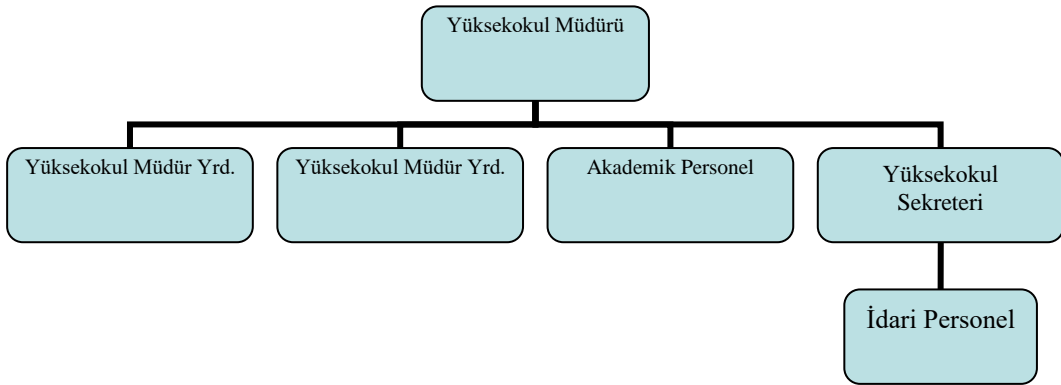 Yüksekokul Müdürü
Yüksekokul Müdür Yrd.
Yüksekokul Müdür Yrd.
Akademik Personel
Yüksekokul
Sekreteri
İdari Personel